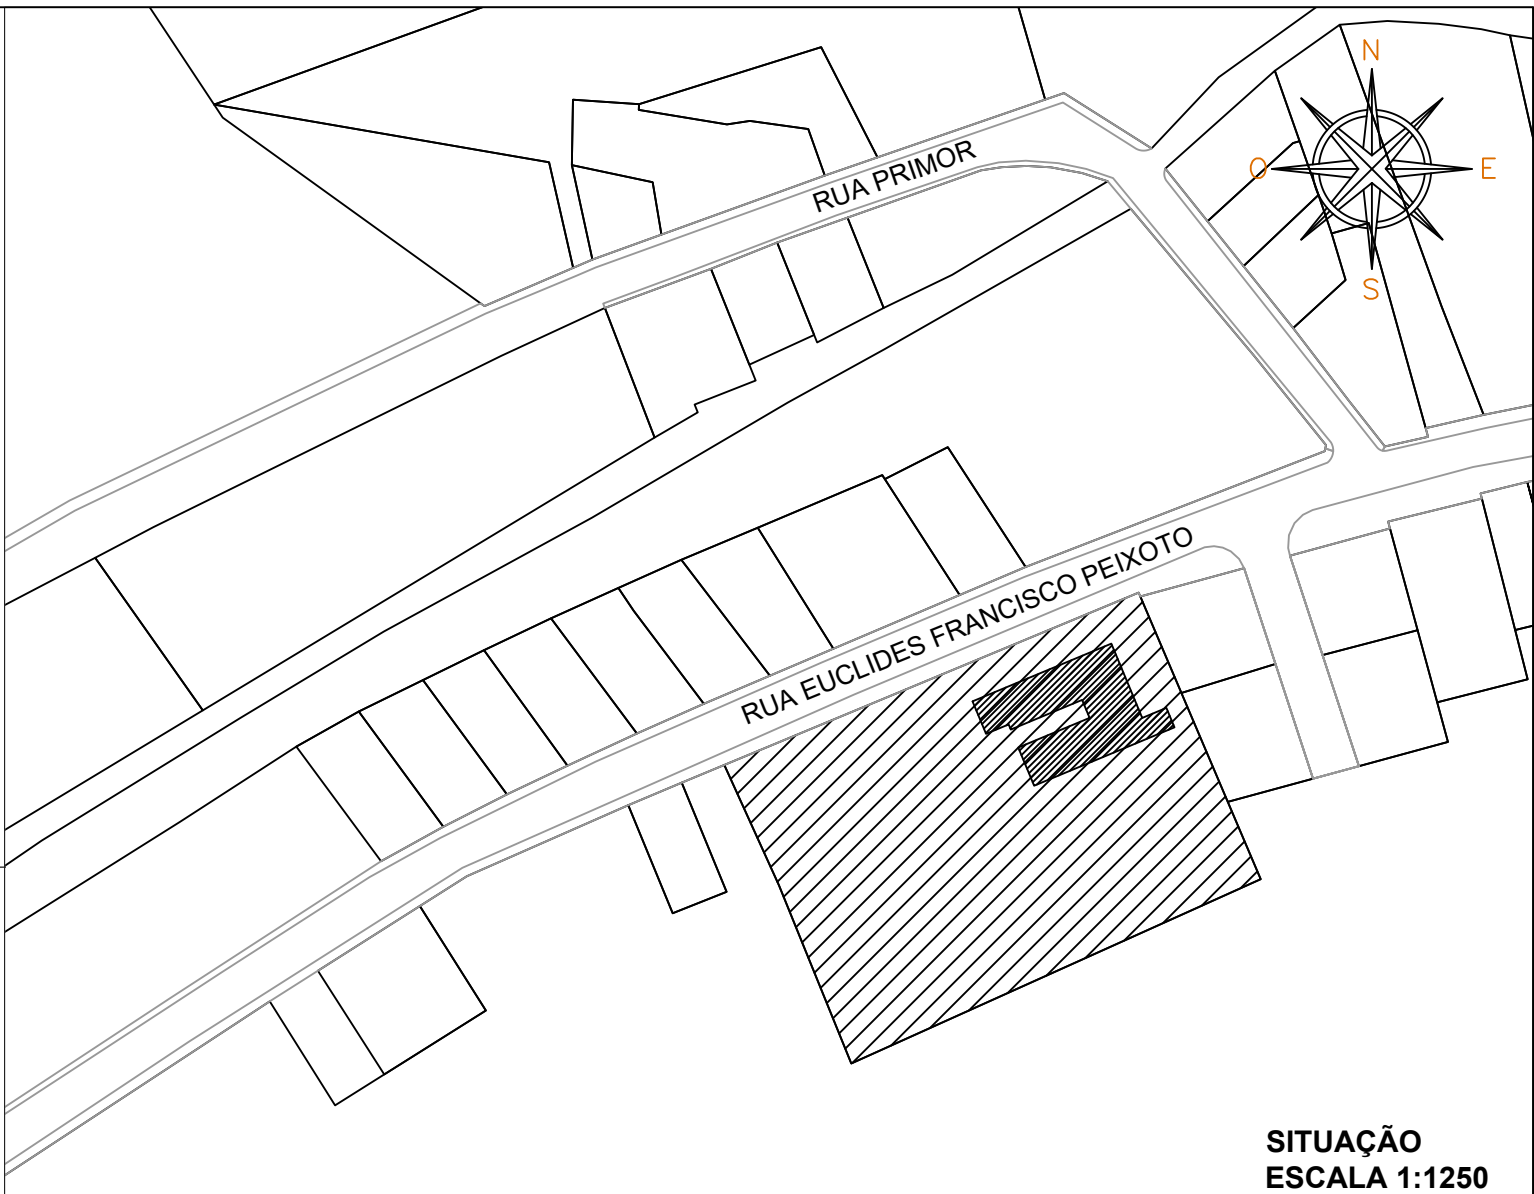 N
O
E
S
RUA PRIMOR
RUA EUCLIDES FRANCISCO PEIXOTO
SITUAÇÃO
ESCALA 1:1250